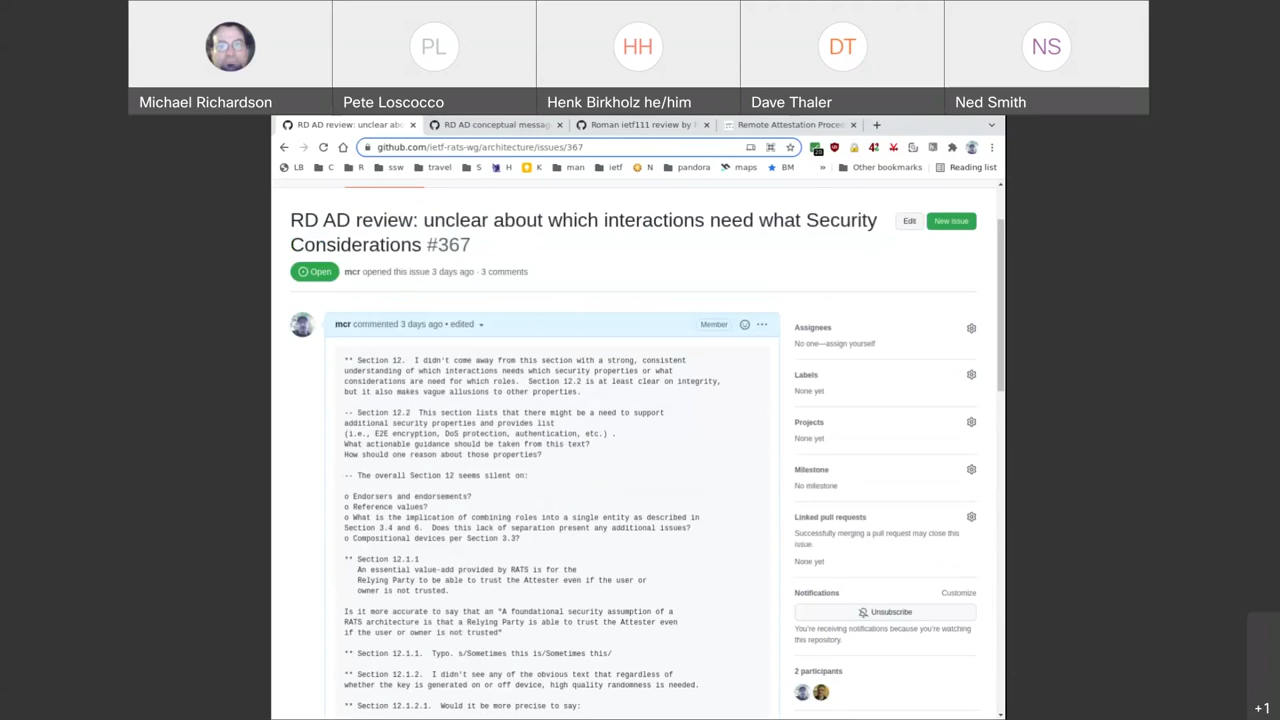 PL
HH
DT
NS
Michael Richardson
Pete Loscocco
Henk Birkholz he/him
Dave Thaler
Ned Smith
RD AD review: unclear abo
RD AD conceptual messag
Roman ietf111 review by
Remote Attestation Proced
github.com/ietf-rats-wg/architecture/issues/367
LB
C
R
ssw
travel
S
H
K
man
ietf
N
pandora
maps
BM
»
Other bookmarks
Reading list
RD AD review: unclear about which interactions need what Security
Considerations #367
Edit
New issue
Open
mcr opened this issue 3 days ago · 3 comments
mcr commented 3 days ago • edited
Member
** Section 12. I didn't come away from this section with a strong, consistent
understanding of which interactions needs which security properties or what
considerations are need for which roles. Section 12.2 is at least clear on integrity,
but it also makes vague allusions to other properties.
-- Section 12.2 This section lists that there might be a need to support
additional security properties and provides list
(i.e., E2E encryption, DoS protection, authentication, etc.) .
What actionable guidance should be taken from this text?
How should one reason about those properties?
-- The overall Section 12 seems silent on:
o Endorsers and endorsements?
o Reference values?
o What is the implication of combining roles into a single entity as described in
Section 3.4 and 6. Does this lack of separation present any additional issues?
o Compositional devices per Section 3.3?
** Section 12.1.1
An essential value-add provided by RATS is for the
Relying Party to be able to trust the Attester even if the user or
owner is not trusted.
Is it more accurate to say that an "A foundational security assumption of a
RATS architecture is that a Relying Party is able to trust the Attester even
if the user or owner is not trusted"
** Section 12.1.1. Typo. s/Sometimes this is/Sometimes this/
** Section 12.1.2. I didn't see any of the obvious text that regardless of
whether the key is generated on or off device, high quality randomness is needed.
** Section 12.1.2.1. Would it be more precise to say:
Assignees
No one—assign yourself
Labels
None yet
Projects
None yet
Milestone
No milestone
Linked pull requests
Successfully merging a pull request may close this
issue.
None yet
Notifications
Customize
Unsubscribe
You're receiving notifications because you're watching
this repository.
2 participants
+1